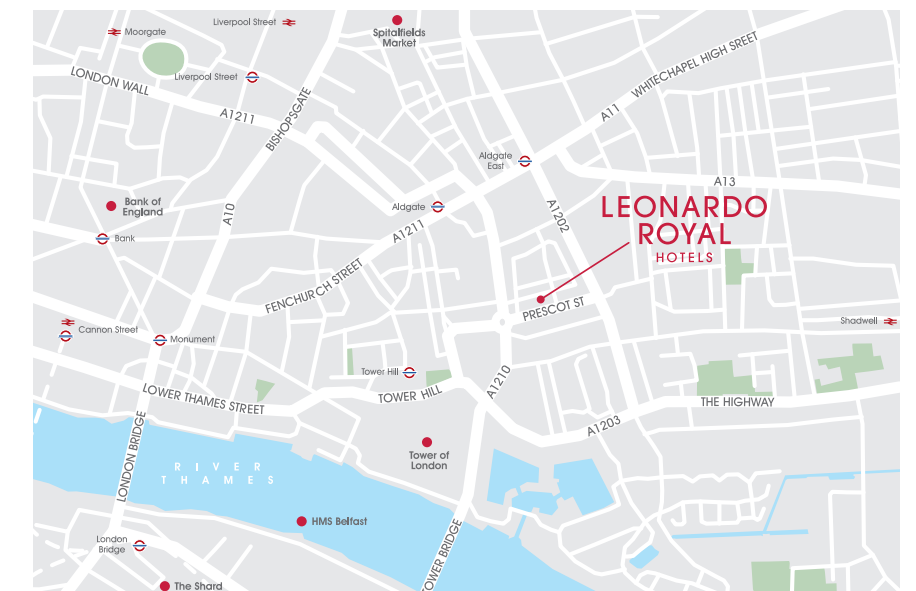 Liverpool Street
Moorgate
Spitalfields
Market
Liverpool Street
LONDON WALL
A1211
BISHOPSGATE
WHITECHAPEL HIGH SREET
A11
Aldgate
East
A13
Bank of
England
A10
Aldgate
A1211
A1202
LEONARDO
ROYAL
HOTELS
Bank
FENCHURCH STREET
PRESCOT ST
Cannon Street
Monument
Shadwell
Tower Hill
A1210
LOWER THAMES STREET
TOWER HILL
THE HIGHWAY
A1203
LONDON BRIDGE
Tower of
London
RIVER
THAMES
HMS Belfast
London
Bridge
TOWER BRIDGE
The Shard